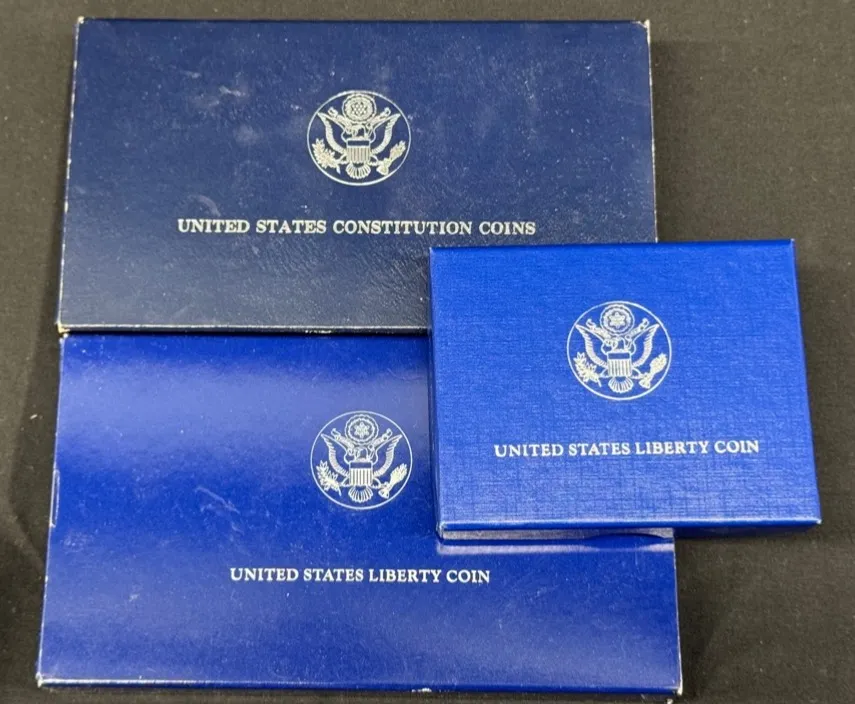 UNITED STATES CONSTITUTION COINS
UNITED STATES LIBERTY COIN
UNITED STATES LIBERTY COIN